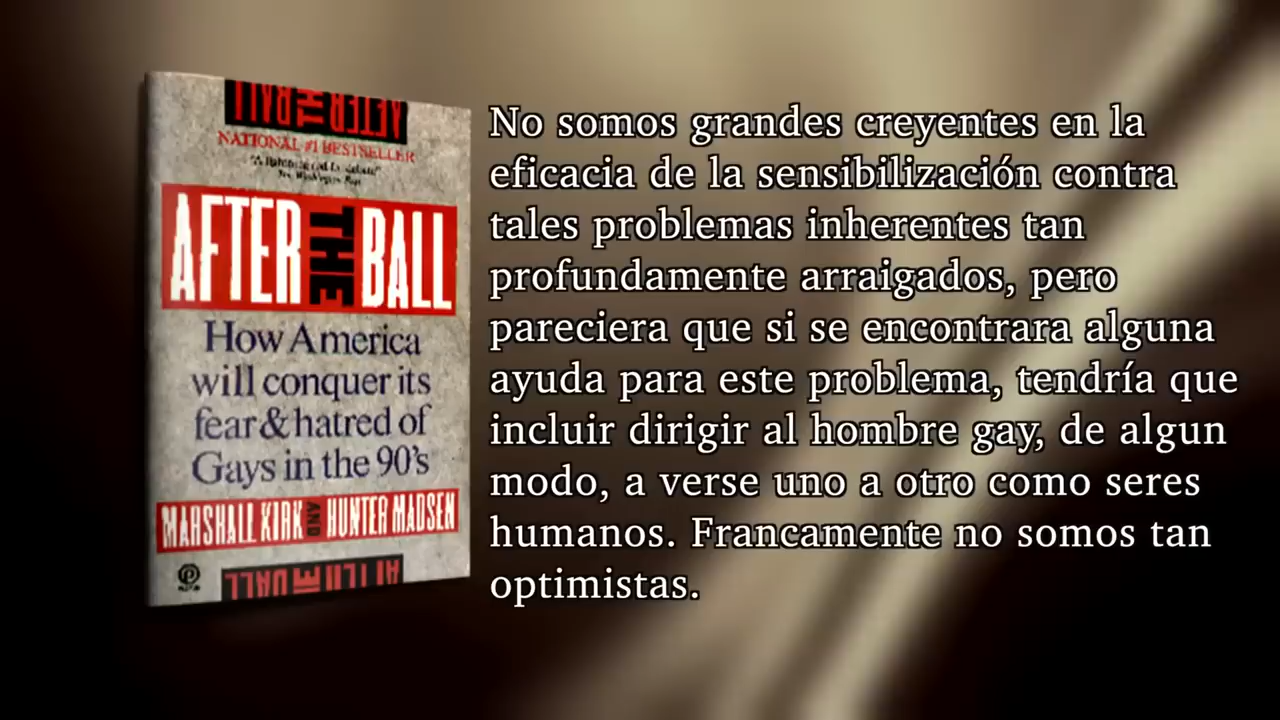 AFTER THE BALL
NATIONAL #1 BESTSELLER
AFTER THE BALL
How America
will conquer its
fear & hatred of
Gays in the 90's
MARSHALL KIRK AND HUNTER MADSEN
AFTER THE BALL
No somos grandes creyentes en la
eficacia de la sensibilización contra
tales problemas inherentes tan
profundamente arraigados, pero
pareciera que si se encontrara alguna
ayuda para este problema, tendría que
incluir dirigir al hombre gay, de algun
modo, a verse uno a otro como seres
humanos. Francamente no somos tan
optimistas.